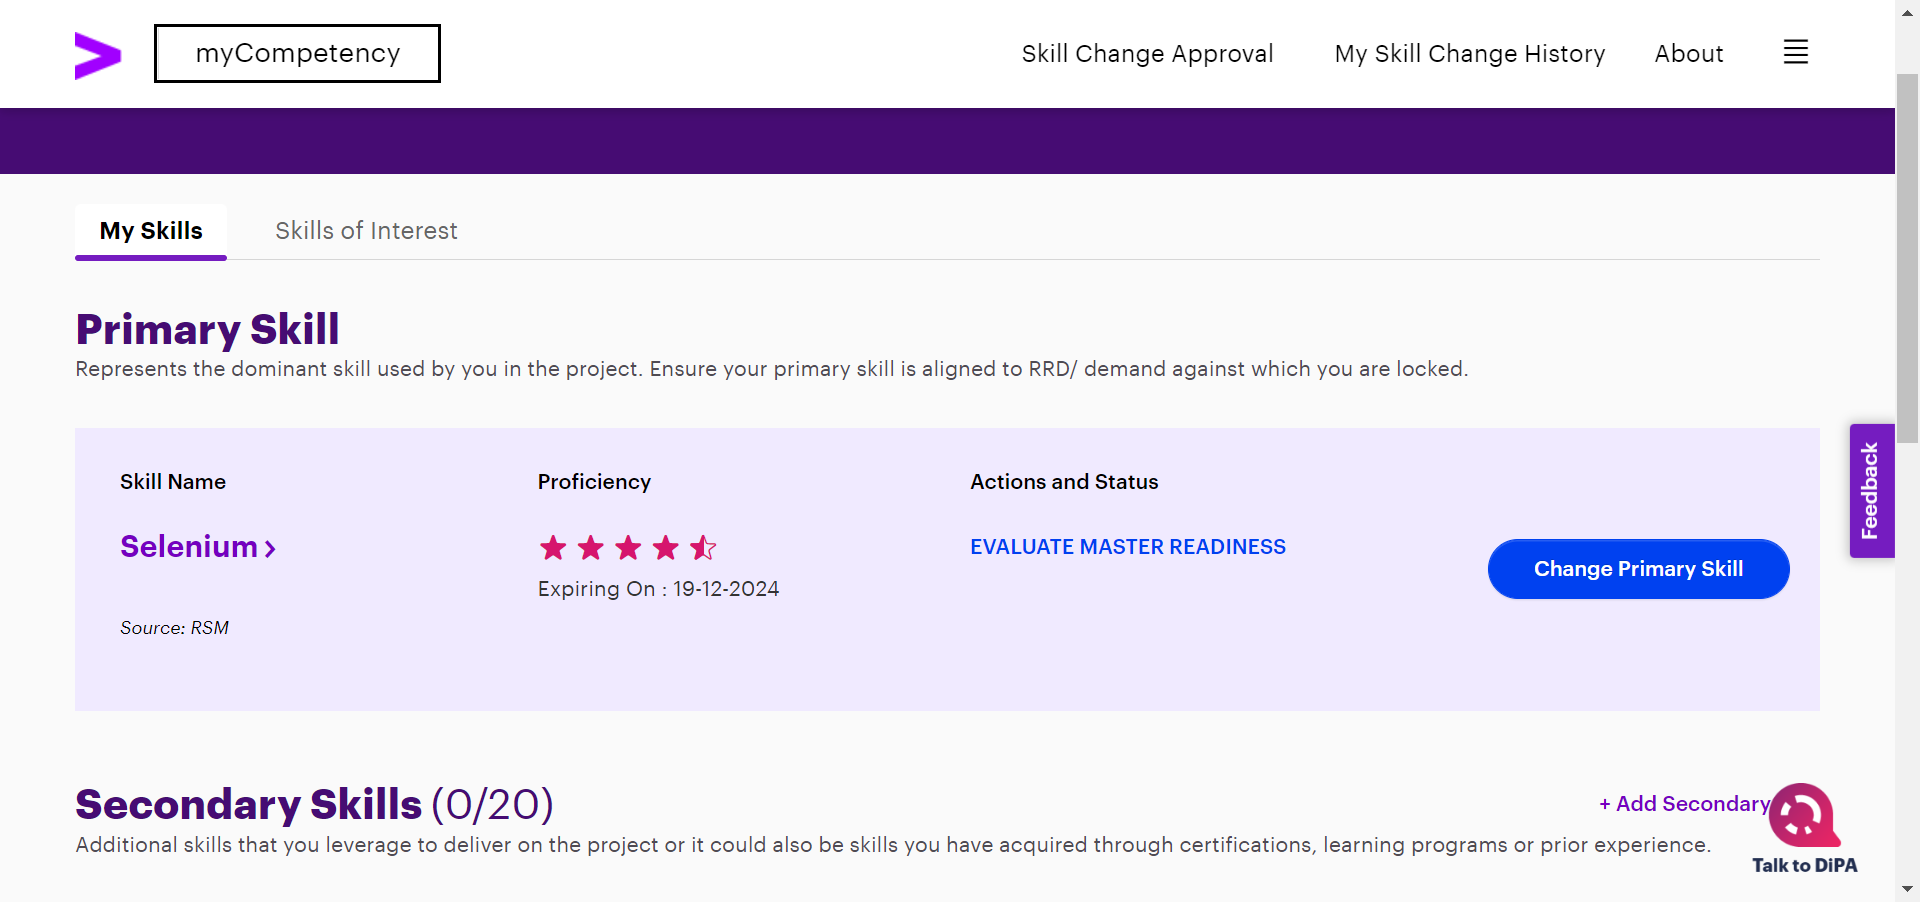 myCompetency
Skill Change Approval
My Skill Change History
About
My Skills
Skills of Interest
Primary Skill
Represents the dominant skill used by you in the project. Ensure your primary skill is aligned to RRD/ demand against which you are locked.
Skill Name
Proficiency
Actions and Status
Selenium
EVALUATE MASTER READINESS
Change Primary Skill
Expiring On : 19-12-2024
Source: RSM
Feedback
Secondary Skills (0/20)
+ Add Secondary
Additional skills that you leverage to deliver on the project or it could also be skills you have acquired through certifications, learning programs or prior experience.
Talk to DiPA